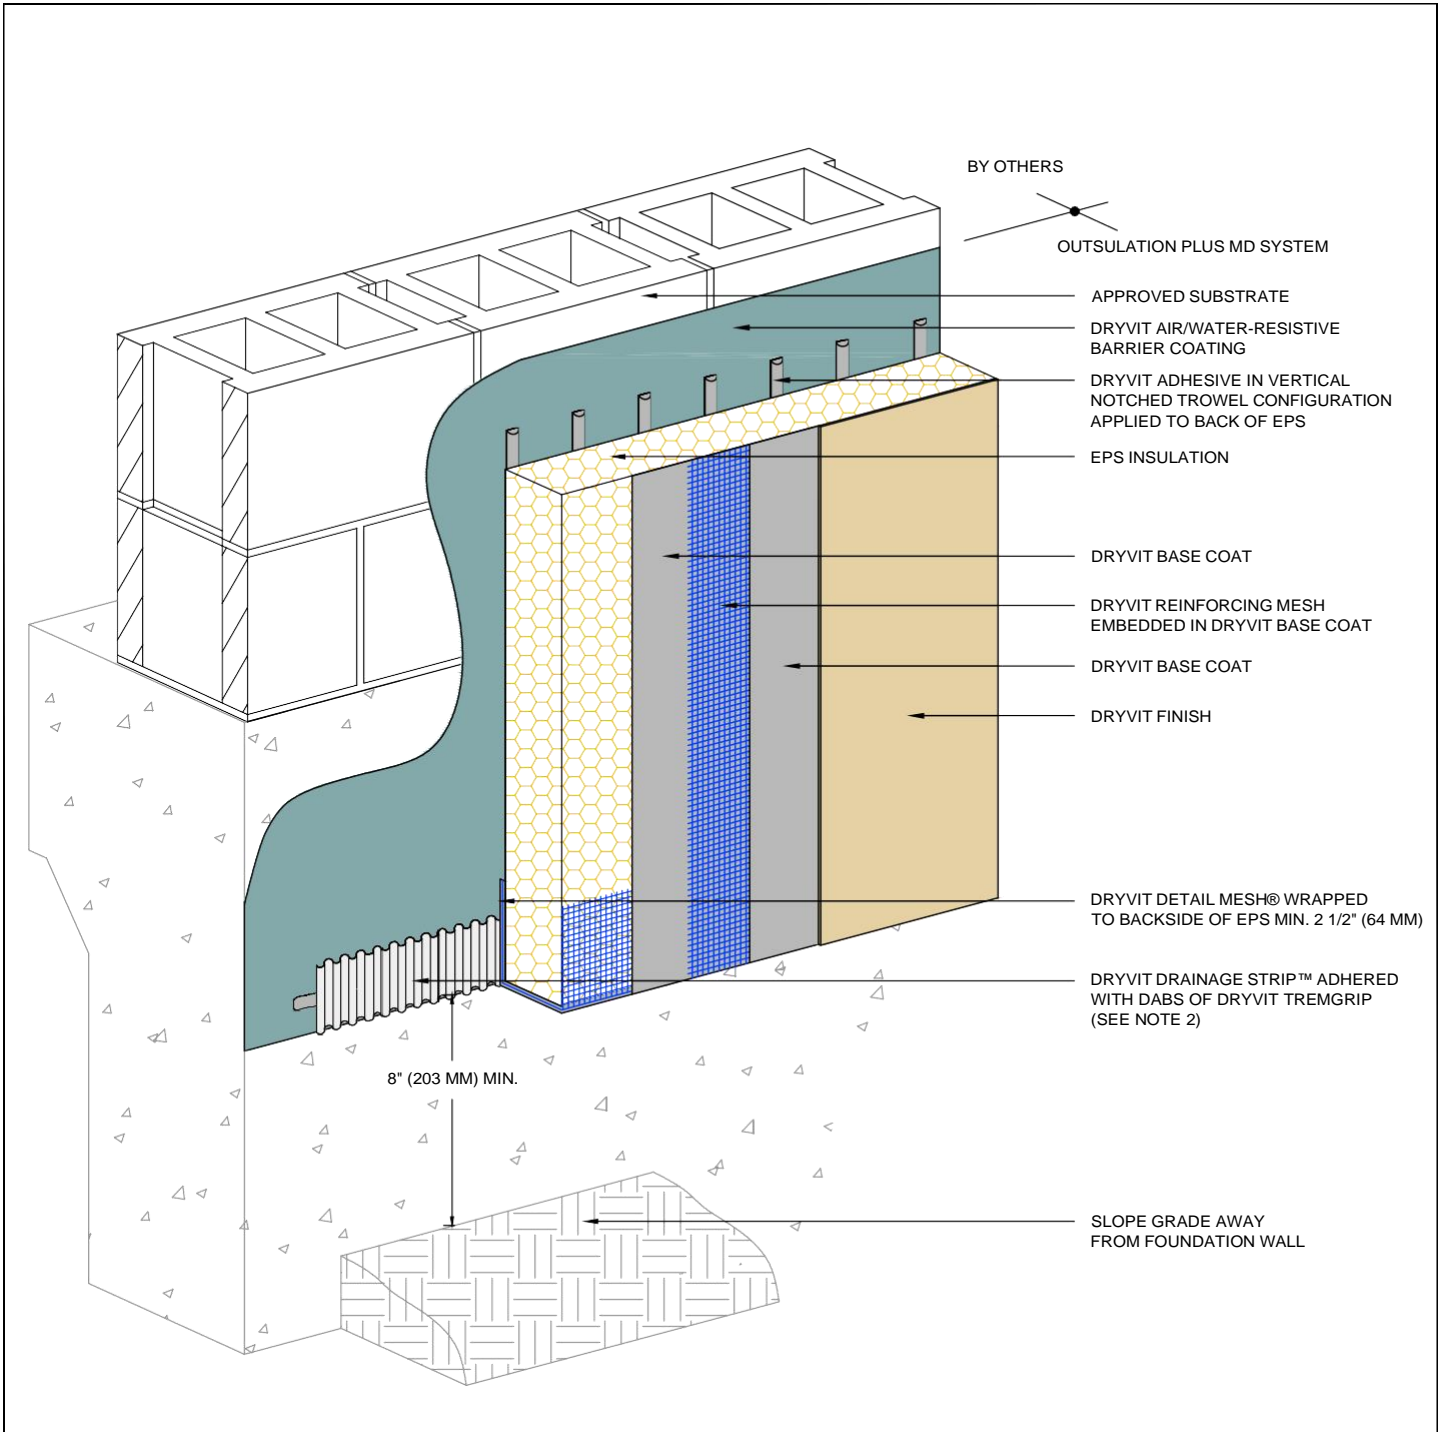 BY OTHERS
OUTSULATION PLUS MD SYSTEM
APPROVED SUBSTRATE
DRYVIT AIR/WATER-RESISTIVE
BARRIER COATING
DRYVIT ADHESIVE IN VERTICAL
NOTCHED TROWEL CONFIGURATION
APPLIED TO BACK OF EPS
EPS INSULATION
DRYVIT BASE COAT
DRYVIT REINFORCING MESH
EMBEDDED IN DRYVIT BASE COAT
DRYVIT BASE COAT
DRYVIT FINISH
DRYVIT DETAIL MESH® WRAPPED
TO BACKSIDE OF EPS MIN. 2 1/2" (64 MM)
DRYVIT DRAINAGE STRIP™ ADHERED
WITH DABS OF DRYVIT TREMGRIP
(SEE NOTE 2)
8" (203 MM) MIN.
SLOPE GRADE AWAY
FROM FOUNDATION WALL